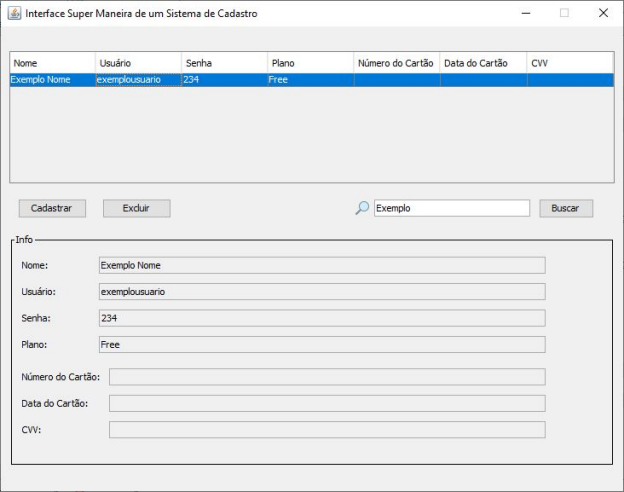 Interface Super Maneira de um Sistema de Cadastro
Nome Usuário Senha Plano Número do Cartão Data do Cartão CVV
Exemplo Nome exemplousuario 234 Free
Cadastrar Excluir Exemplo Buscar
Info
Nome: Exemplo Nome
Usuário: exemplousuario
Senha: 234
Plano: Free
Número do Cartão:
Data do Cartão:
CVV: